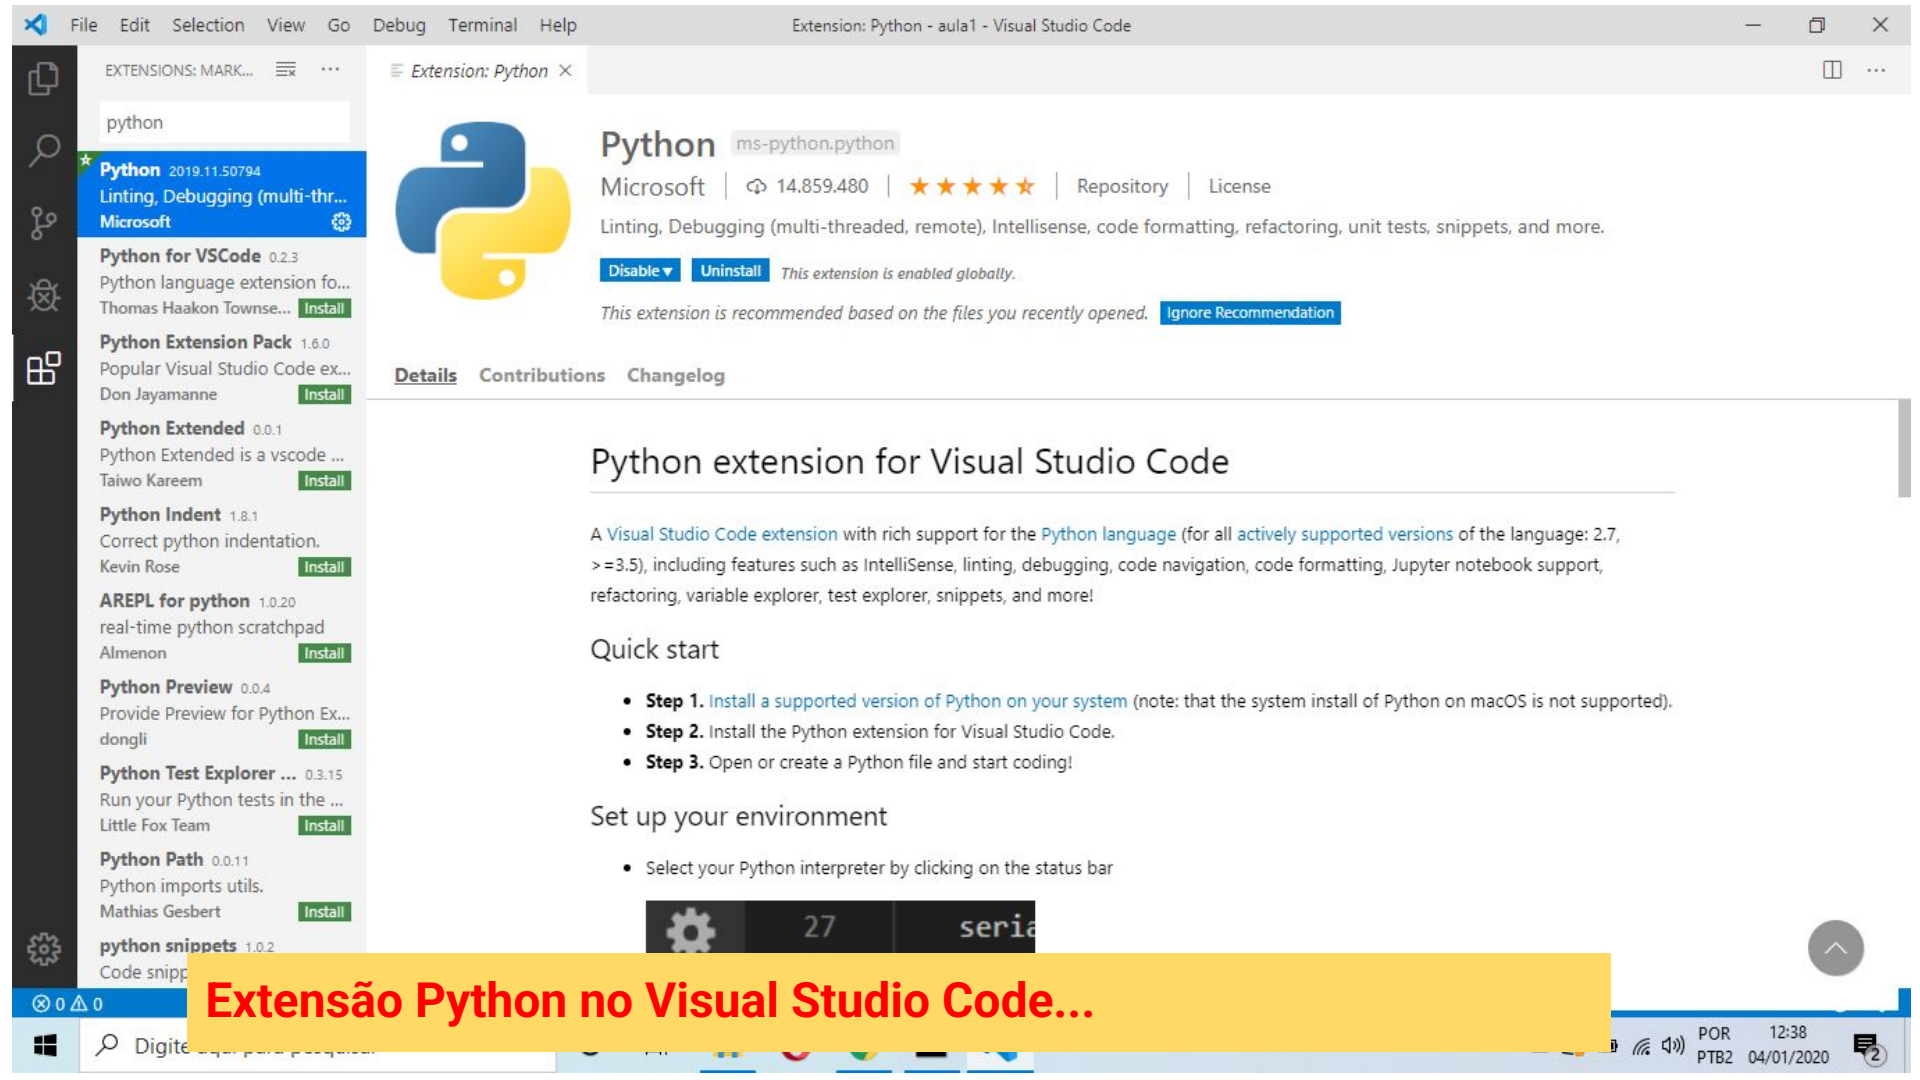 File Edit Selection View Go Debug Terminal Help Extension: Python - aula1 - Visual Studio Code
EXTENSIONS: MARK...
python
Python 2019.11.50794
Linting, Debugging (multi-thr...
Microsoft
Python for VSCode 0.2.3
Python language extension fo...
Thomas Haakon Townse... Install
Python Extension Pack 1.6.0
Popular Visual Studio Code ex...
Don Jayamanne Install
Python Extended 0.0.1
Python Extended is a vscode ...
Taiwo Kareem Install
Python Indent 1.8.1
Correct python indentation.
Kevin Rose Install
AREPL for python 1.0.20
real-time python scratchpad
Almenon Install
Python Preview 0.0.4
Provide Preview for Python Ex...
dongli Install
Python Test Explorer ... 0.3.15
Run your Python tests in the ...
Little Fox Team Install
Python Path 0.0.11
Python imports utils.
Mathias Gesbert Install
python snippets 1.0.2
Code snipp
Extension: Python
Python ms-python.python
Microsoft 14.859.480 Repository License
Linting, Debugging (multi-threaded, remote), Intellisense, code formatting, refactoring, unit tests, snippets, and more.
Disable Uninstall This extension is enabled globally.
This extension is recommended based on the files you recently opened. Ignore Recommendation
Details Contributions Changelog
Python extension for Visual Studio Code
A Visual Studio Code extension with rich support for the Python language (for all actively supported versions of the language: 2.7,
>=3.5), including features such as IntelliSense, linting, debugging, code navigation, code formatting, Jupyter notebook support,
refactoring, variable explorer, test explorer, snippets, and more!
Quick start
• Step 1. Install a supported version of Python on your system (note: that the system install of Python on macOS is not supported).
• Step 2. Install the Python extension for Visual Studio Code.
• Step 3. Open or create a Python file and start coding!
Set up your environment
• Select your Python interpreter by clicking on the status bar
27 seria
Extensão Python no Visual Studio Code...
0 0
Digite
POR 12:38
PTB2 04/01/2020
2